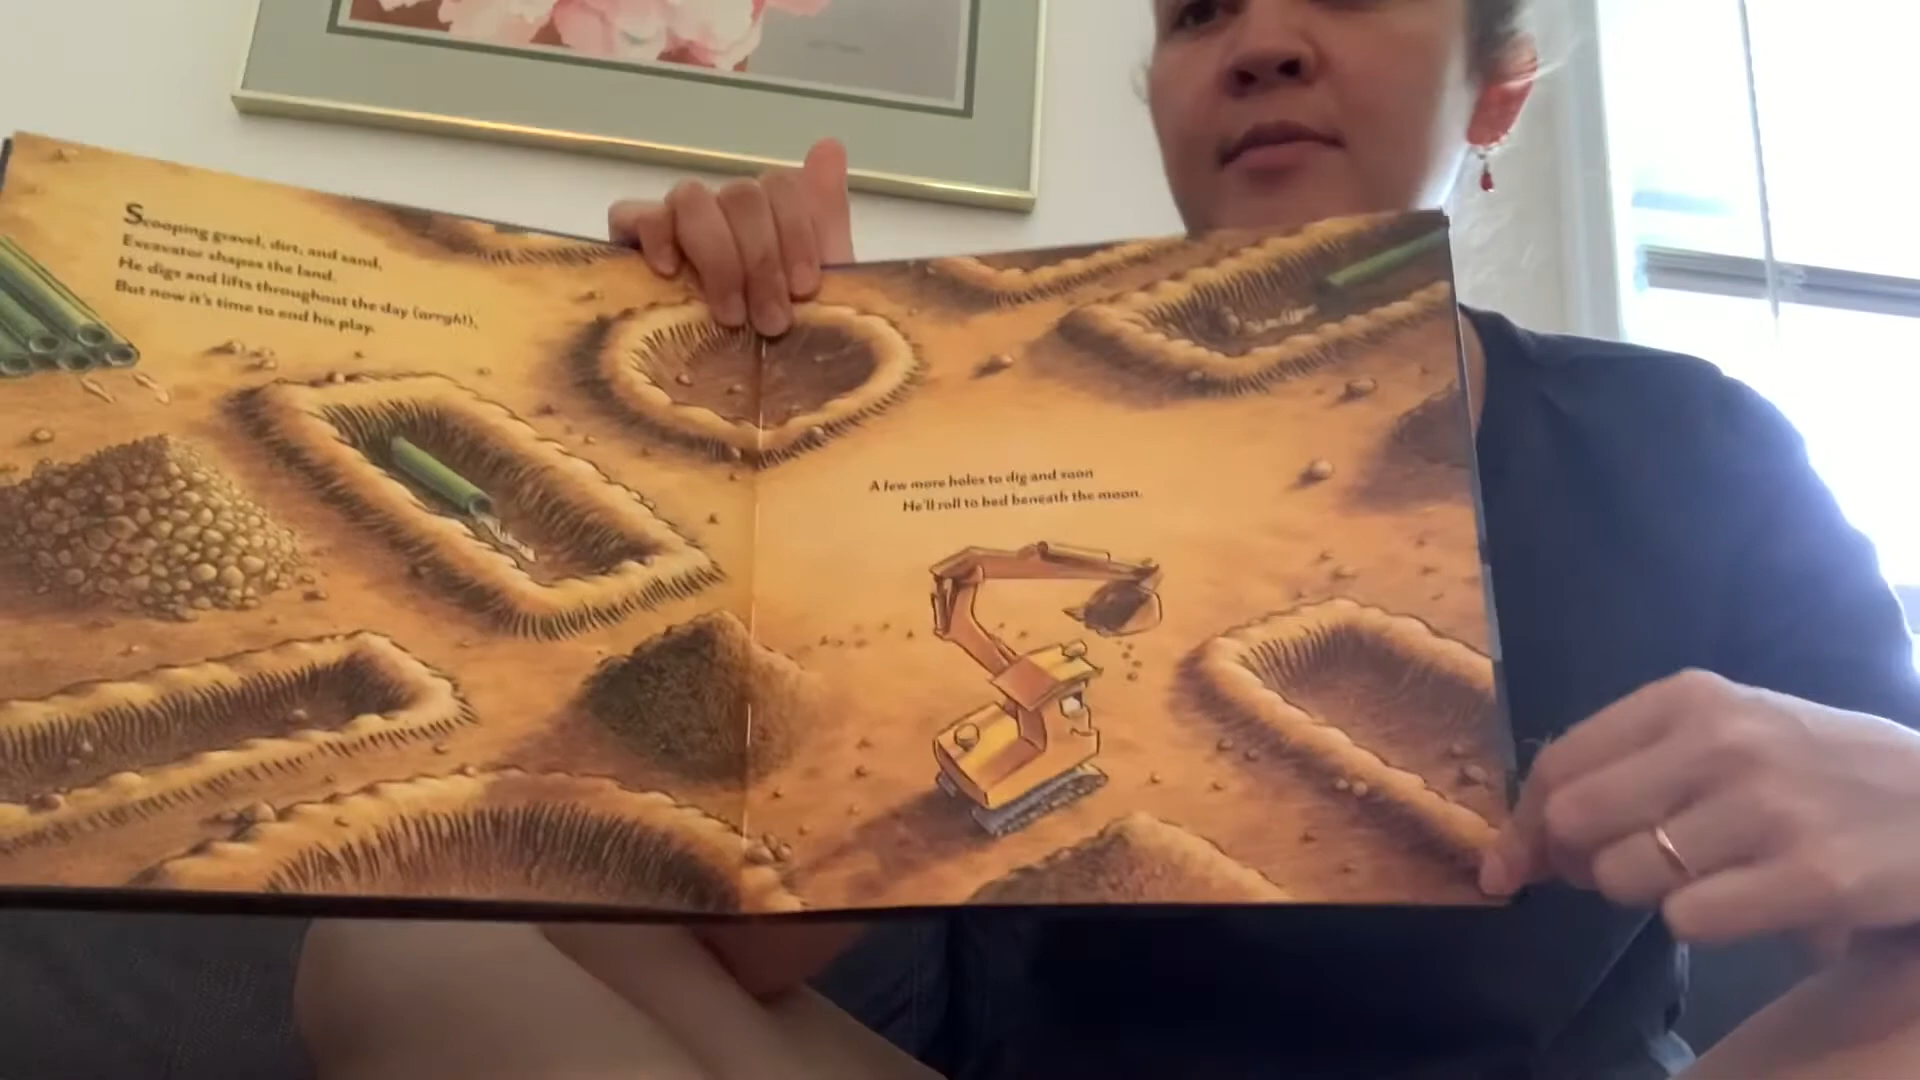 Scooping gravel, dirt, and sand,
Excavator shapes the land.
He digs and lifts throughout the day (arrgh!),
But now it's time to end his play.
A few more holes to dig and soon
He'll roll to bed beneath the moon.